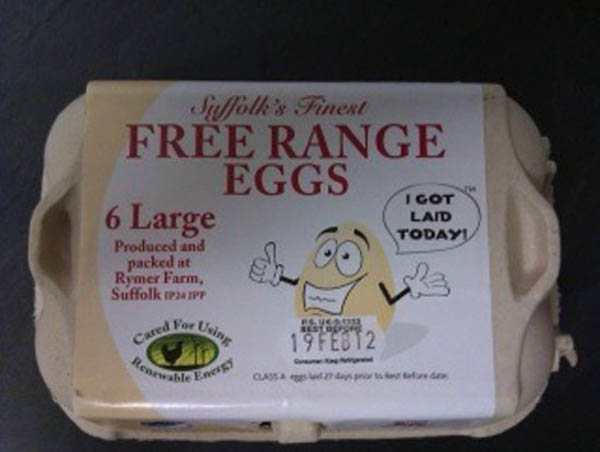 Suffolk's Finest
FREE RANGE
EGGS
6 Large
Produced and
packed at
Rymer Farm,
Suffolk IP24 2PP
I GOT
LAID
TODAY!
TM
BEST BEFORE
19FEB12
Consumer: Keep Refrigerated
Cared For Using
Renewable Energy
CLASS A eggs laid 27 days prior to Best Before date